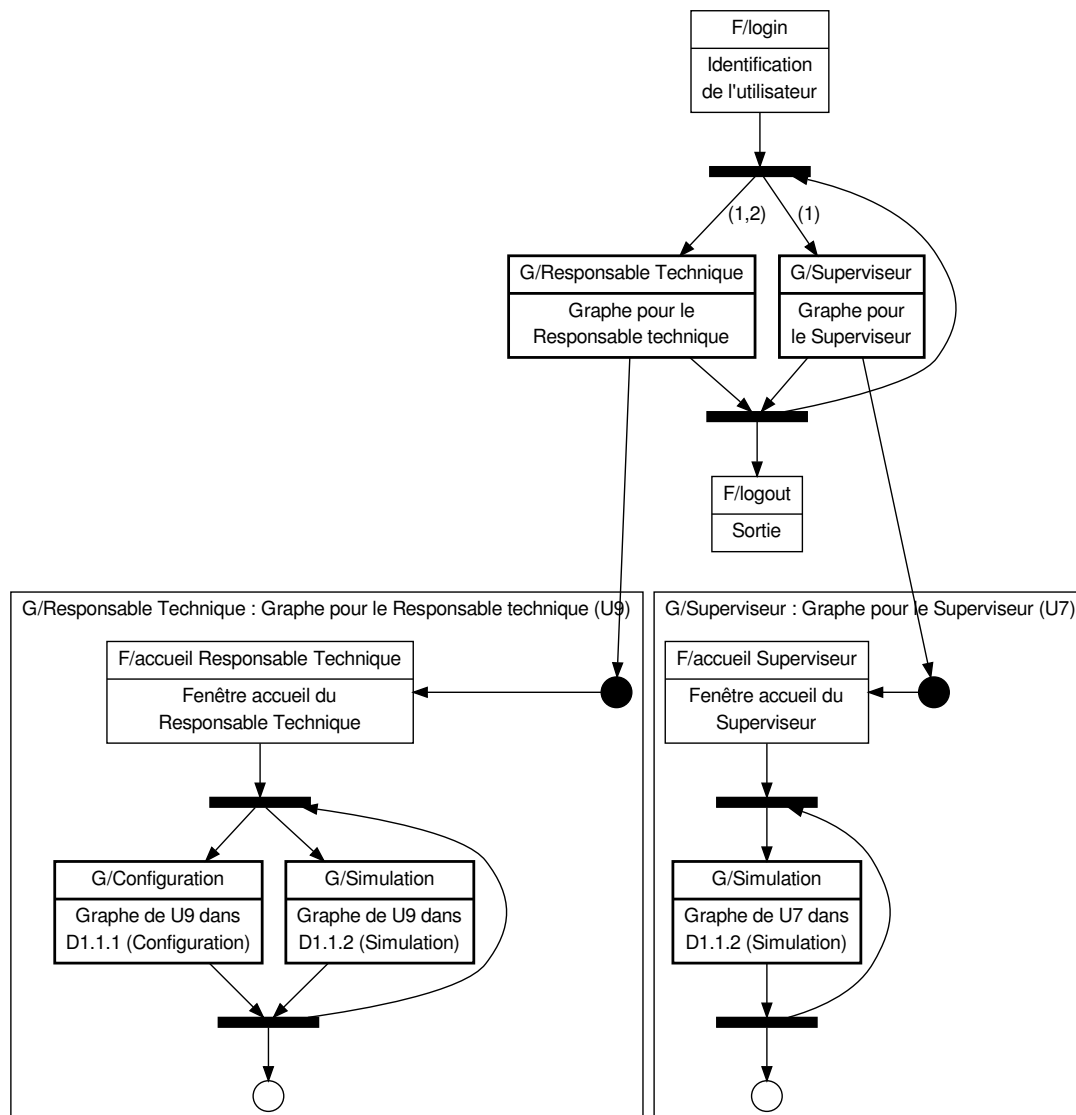 F/login
Identification
de l'utilisateur
(1,2)
(1)
G/Responsable Technique
Graphe pour le
Responsable technique
G/Superviseur
Graphe pour
le Superviseur
F/logout
Sortie
G/Responsable Technique : Graphe pour le Responsable technique (U9)
F/accueil Responsable Technique
Fenêtre accueil du
Responsable Technique
G/Configuration
Graphe de U9 dans
D1.1.1 (Configuration)
G/Simulation
Graphe de U9 dans
D1.1.2 (Simulation)
G/Superviseur : Graphe pour le Superviseur (U7)
F/accueil Superviseur
Fenêtre accueil du
Superviseur
G/Simulation
Graphe de U7 dans
D1.1.2 (Simulation)